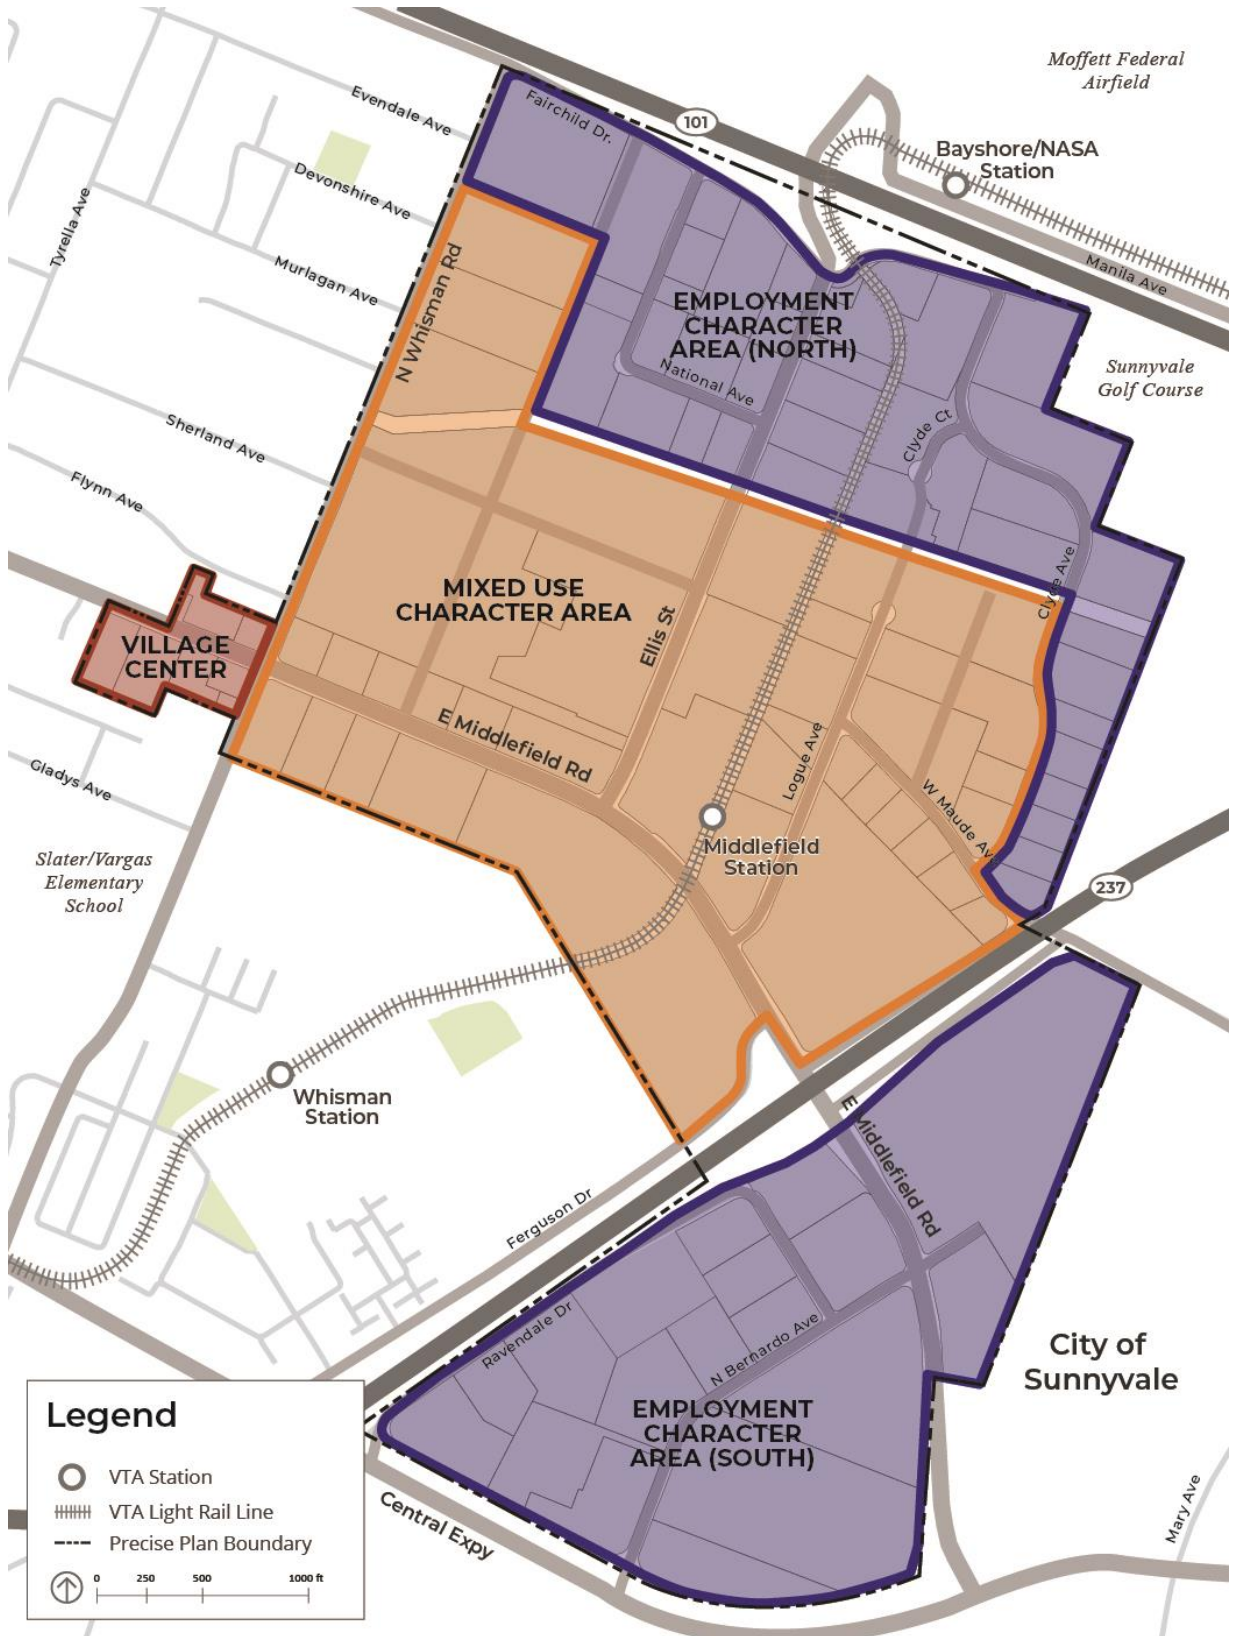 Moffett Federal
Airfield
Evendale Ave
Fairchild Dr.
101
Bayshore/NASA
Station
Devonshire Ave
Tyrella Ave
Murlagan Ave
Manila Ave
N Whisman Rd
EMPLOYMENT
CHARACTER
AREA (NORTH)
National Ave
Sunnyvale
Golf Course
Sherland Ave
Clyde Ct
Flynn Ave
Clyde Ave
MIXED USE
CHARACTER AREA
Ellis St
VILLAGE
CENTER
E Middlefield Rd
Logue Ave
Gladys Ave
W Maude Ave
Middlefield
Station
Slater/Vargas
Elementary
School
237
Whisman
Station
E Middlefield Rd
Ferguson Dr
Ravendale Dr
N Bernardo Ave
City of
Sunnyvale
EMPLOYMENT
CHARACTER
AREA (SOUTH)
Central Expy
Mary Ave
Legend
VTA Station
VTA Light Rail Line
Precise Plan Boundary
0 250 500 1000 ft